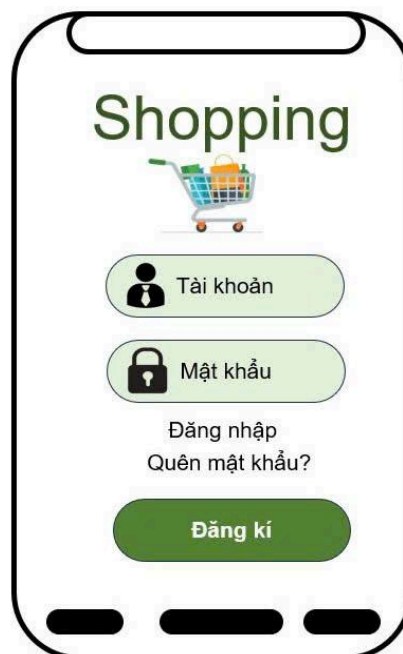 Shopping
Tài khoản
Mật khẩu
Đăng nhập
Quên mật khẩu?
Đăng kí